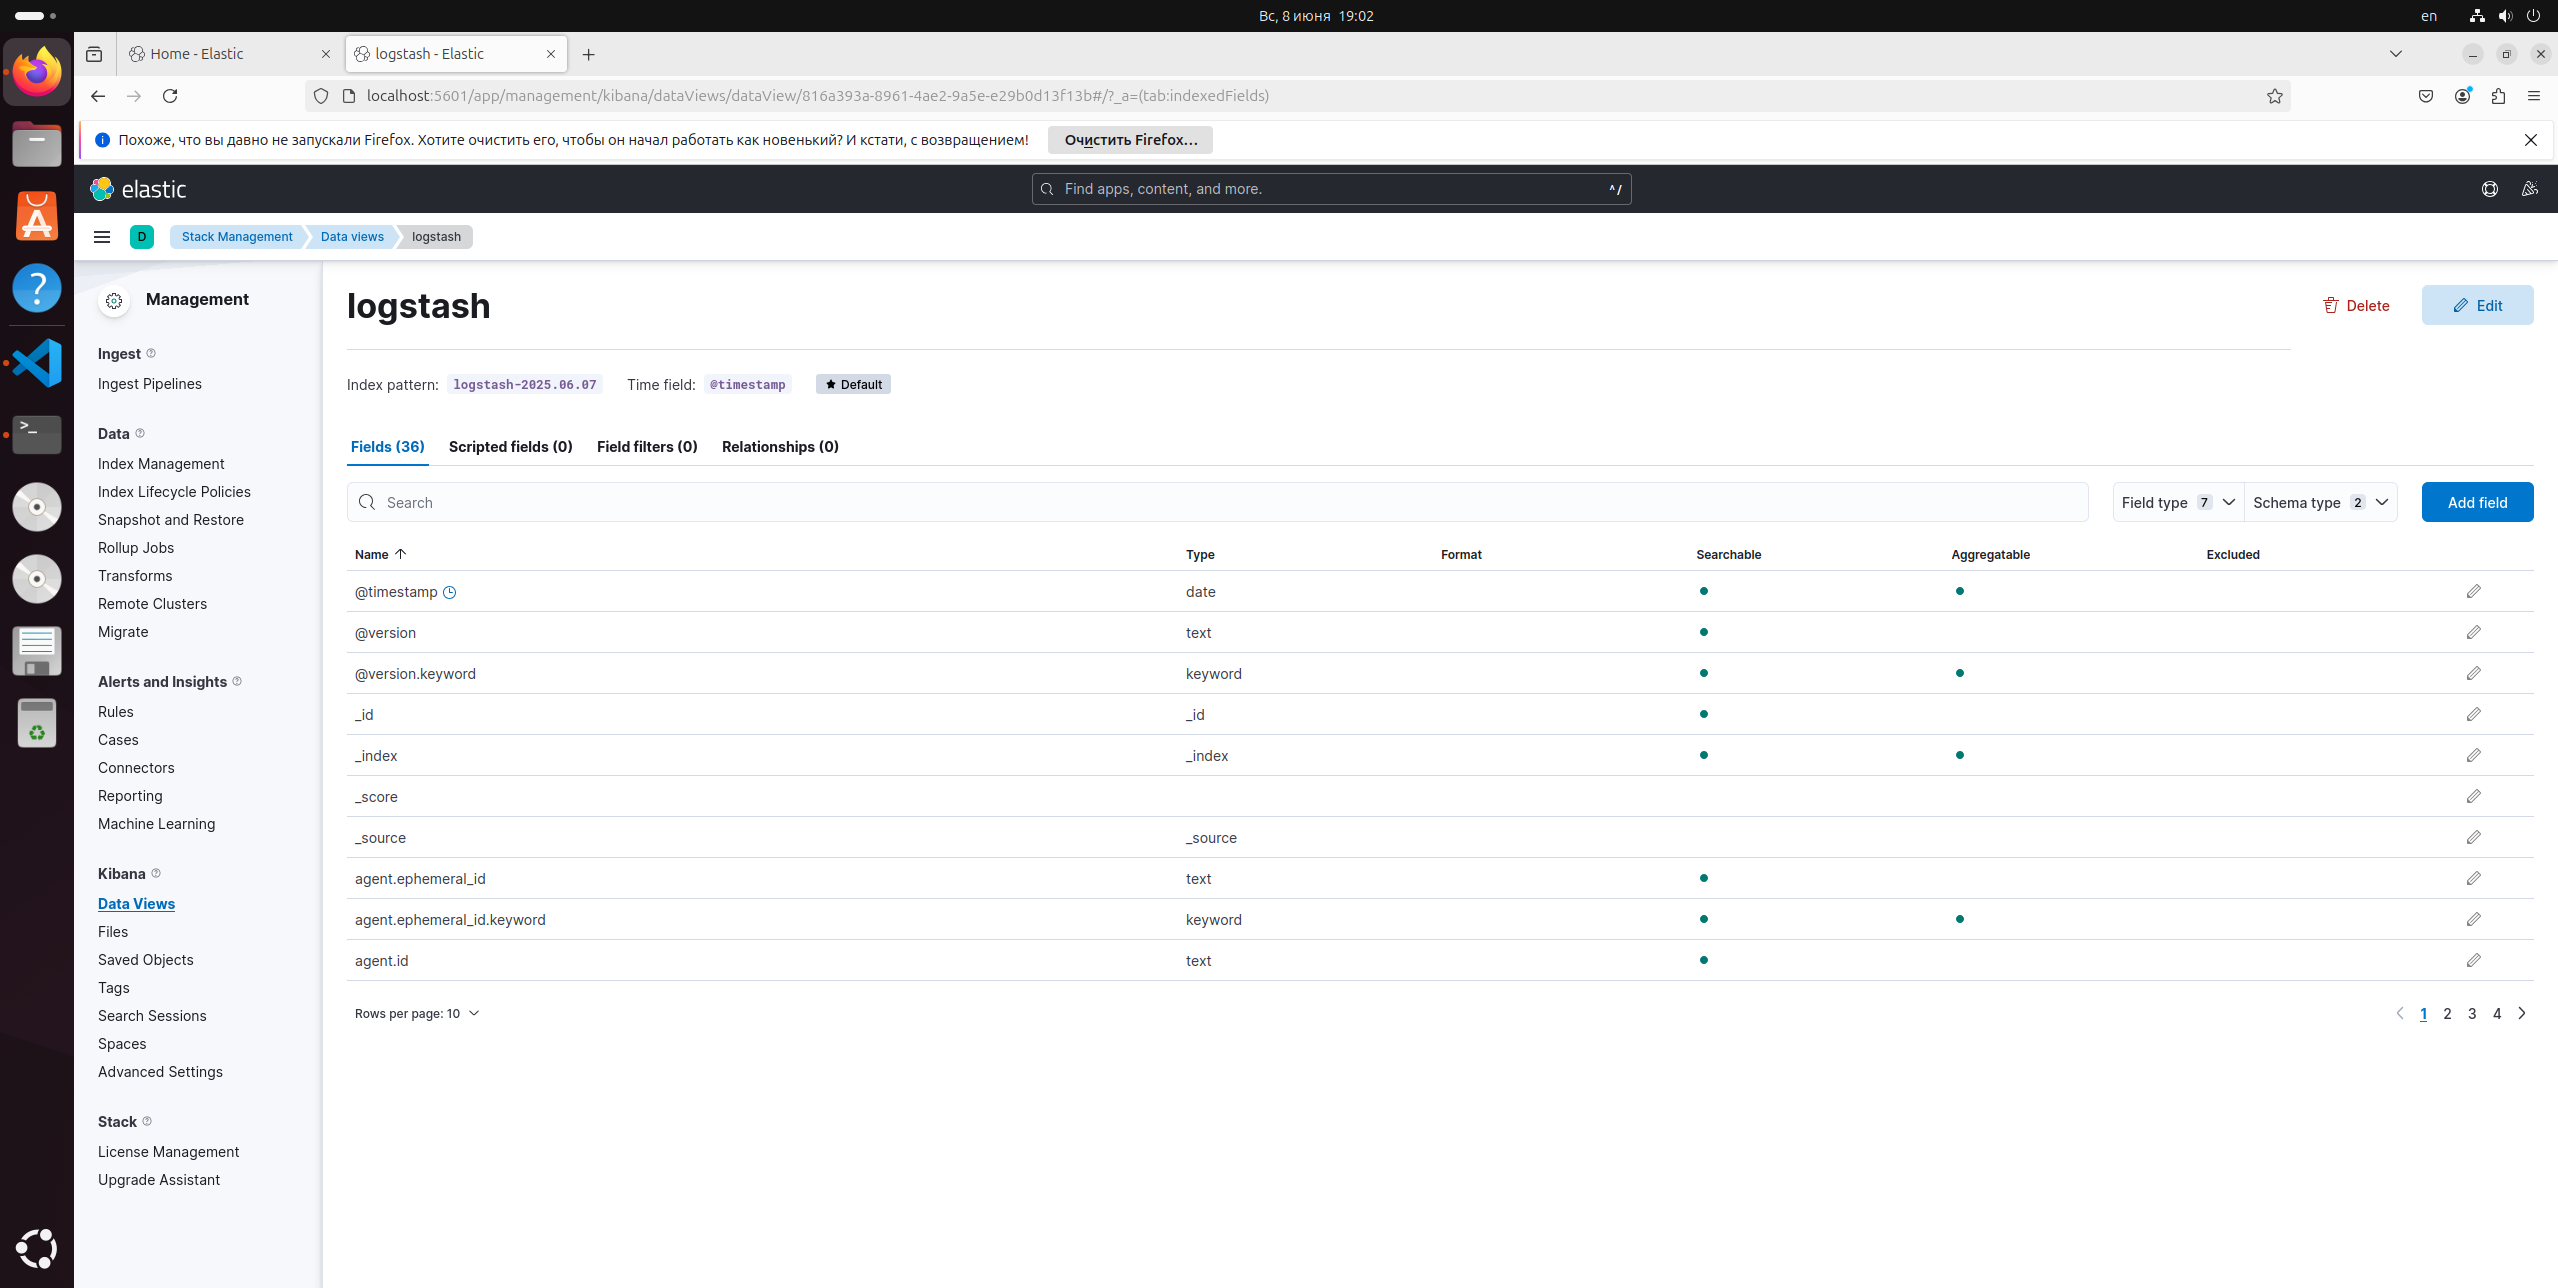 Вс, 8 июня 19:02
en
Home - Elastic
logstash - Elastic
localhost:5601/app/management/kibana/dataViews/dataView/816a393a-8961-4ae2-9a5e-e29b0d13f13b#/?_a=(tab:indexedFields)
Похоже, что вы давно не запускали Firefox. Хотите очистить его, чтобы он начал работать как новенький? И кстати, с возвращением!
Очистить Firefox...
elastic
Find apps, content, and more.
^/
D
Stack Management
Data views
logstash
Management
Ingest
Ingest Pipelines
Data
Index Management
Index Lifecycle Policies
Snapshot and Restore
Rollup Jobs
Transforms
Remote Clusters
Migrate
Alerts and Insights
Rules
Cases
Connectors
Reporting
Machine Learning
Kibana
Data Views
Files
Saved Objects
Tags
Search Sessions
Spaces
Advanced Settings
Stack
License Management
Upgrade Assistant
logstash
Delete
Edit
Index pattern: logstash-2025.06.07 Time field: @timestamp Default
Fields (36) Scripted fields (0) Field filters (0) Relationships (0)
Search
Field type 7
Schema type 2
Add field
Name Type Format Searchable Aggregatable Excluded
@timestamp date
@version text
@version.keyword keyword
_id _id
_index _index
_score
_source _source
agent.ephemeral_id text
agent.ephemeral_id.keyword keyword
agent.id text
Rows per page: 10
1 2 3 4